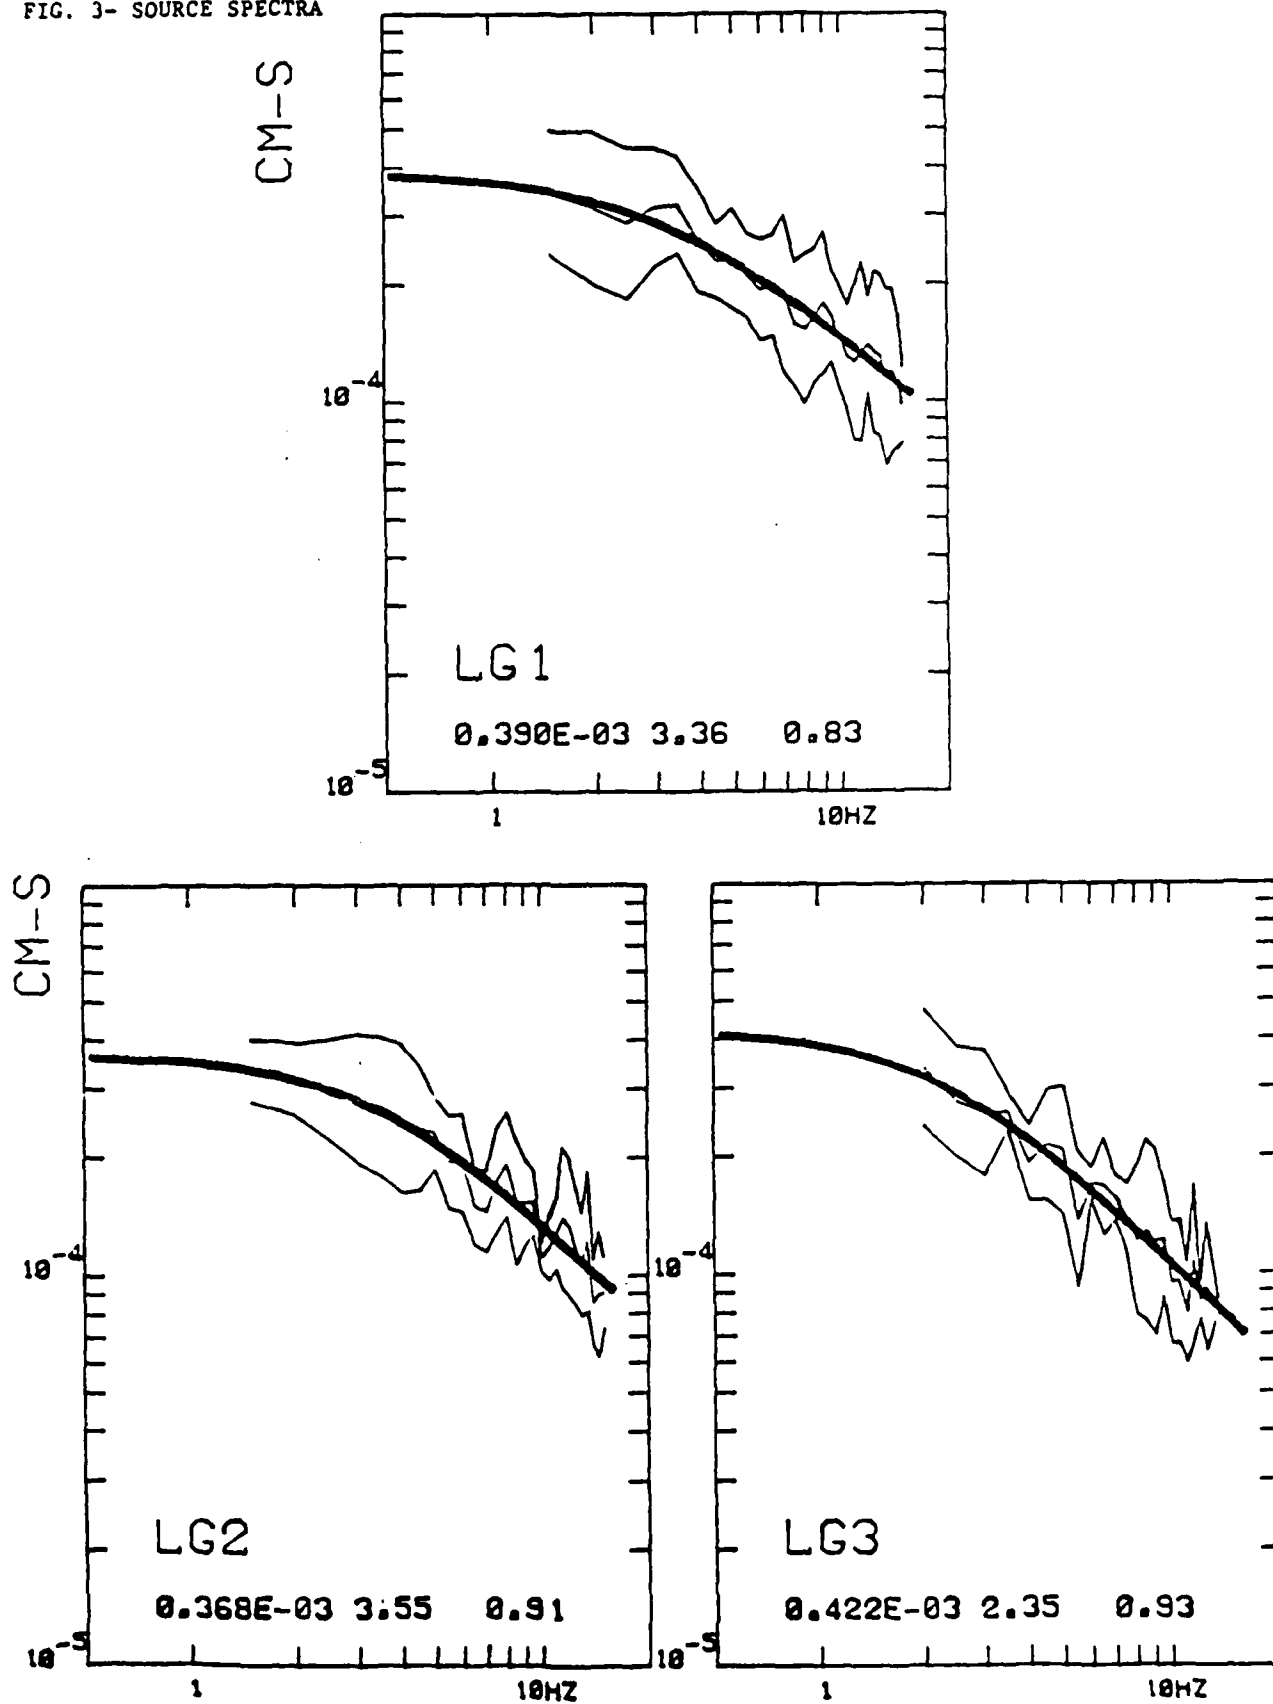 FIG. 3- SOURCE SPECTRA
CM-S
10-4
LG1
0.390E-03 3.36 0.83
10-5
1 10HZ
CM-S
10-4
LG2
0.368E-03 3.55 0.91
10-5
1 10HZ
10-4
LG3
0.422E-03 2.35 0.93
10-5
1 10HZ